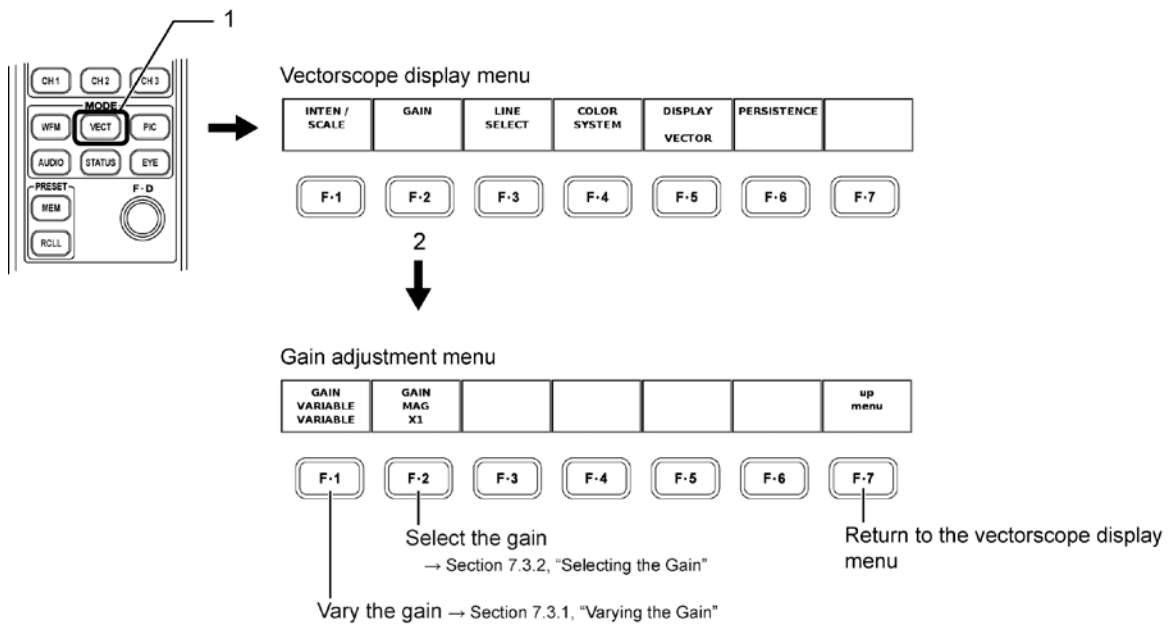 1
CH 1 CH 2 CH 3
MODE
WFM VECT PIC
AUDIO STATUS EYE
PRESET F·D
MEM
RCLL
Vectorscope display menu
INTEN / SCALE
GAIN
LINE SELECT
COLOR SYSTEM
DISPLAY
VECTOR
PERSISTENCE
F·1 F·2 F·3 F·4 F·5 F·6 F·7
2
Gain adjustment menu
GAIN VARIABLE VARIABLE
GAIN MAG X1
up menu
F·1 F·2 F·3 F·4 F·5 F·6 F·7
Select the gain
→ Section 7.3.2, “Selecting the Gain”
Return to the vectorscope display
menu
Vary the gain → Section 7.3.1, “Varying the Gain”